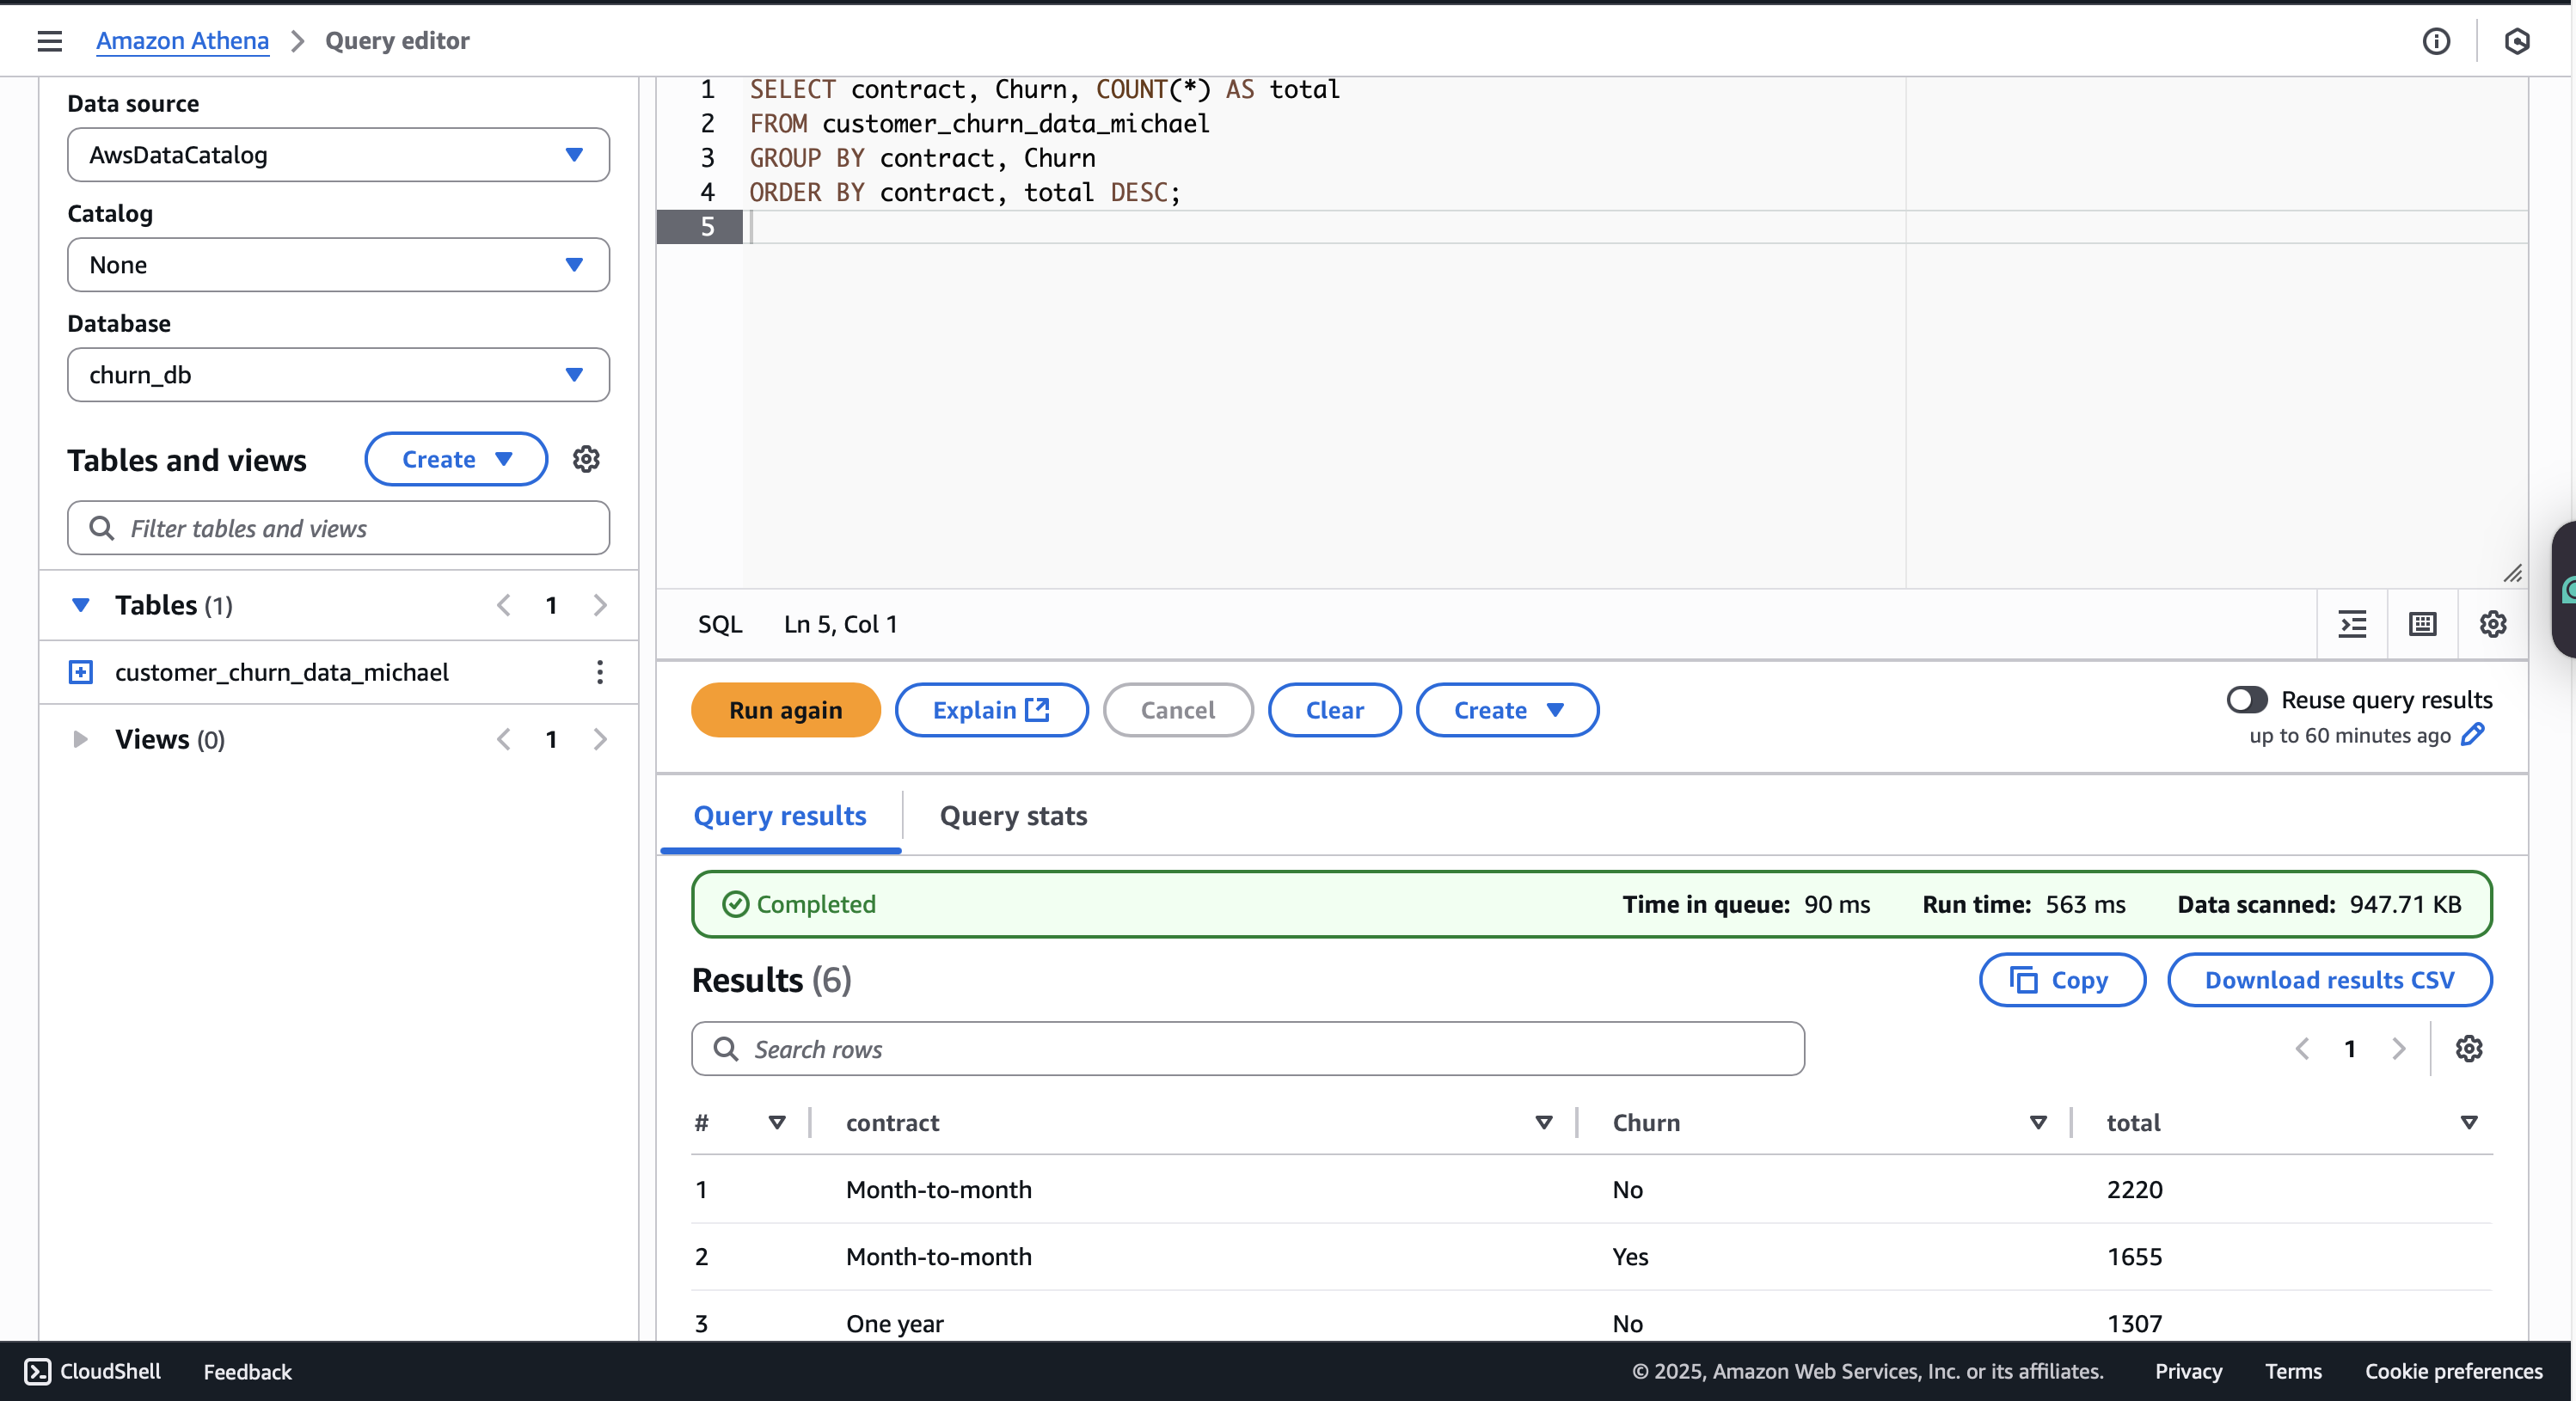 Amazon Athena > Query editor
Data source
AwsDataCatalog
Catalog
None
Database
churn_db
Tables and views
Create
Filter tables and views
Tables (1)
1
customer_churn_data_michael
Views (0)
1
1 SELECT contract, Churn, COUNT(*) AS total
2 FROM customer_churn_data_michael
3 GROUP BY contract, Churn
4 ORDER BY contract, total DESC;
5
SQL Ln 5, Col 1
Run again Explain Cancel Clear Create
Reuse query results
up to 60 minutes ago
Query results Query stats
Completed Time in queue: 90 ms Run time: 563 ms Data scanned: 947.71 KB
Results (6) Copy Download results CSV
Search rows 1
# contract Churn total
1 Month-to-month No 2220
2 Month-to-month Yes 1655
3 One year No 1307
CloudShell Feedback © 2025, Amazon Web Services, Inc. or its affiliates. Privacy Terms Cookie preferences